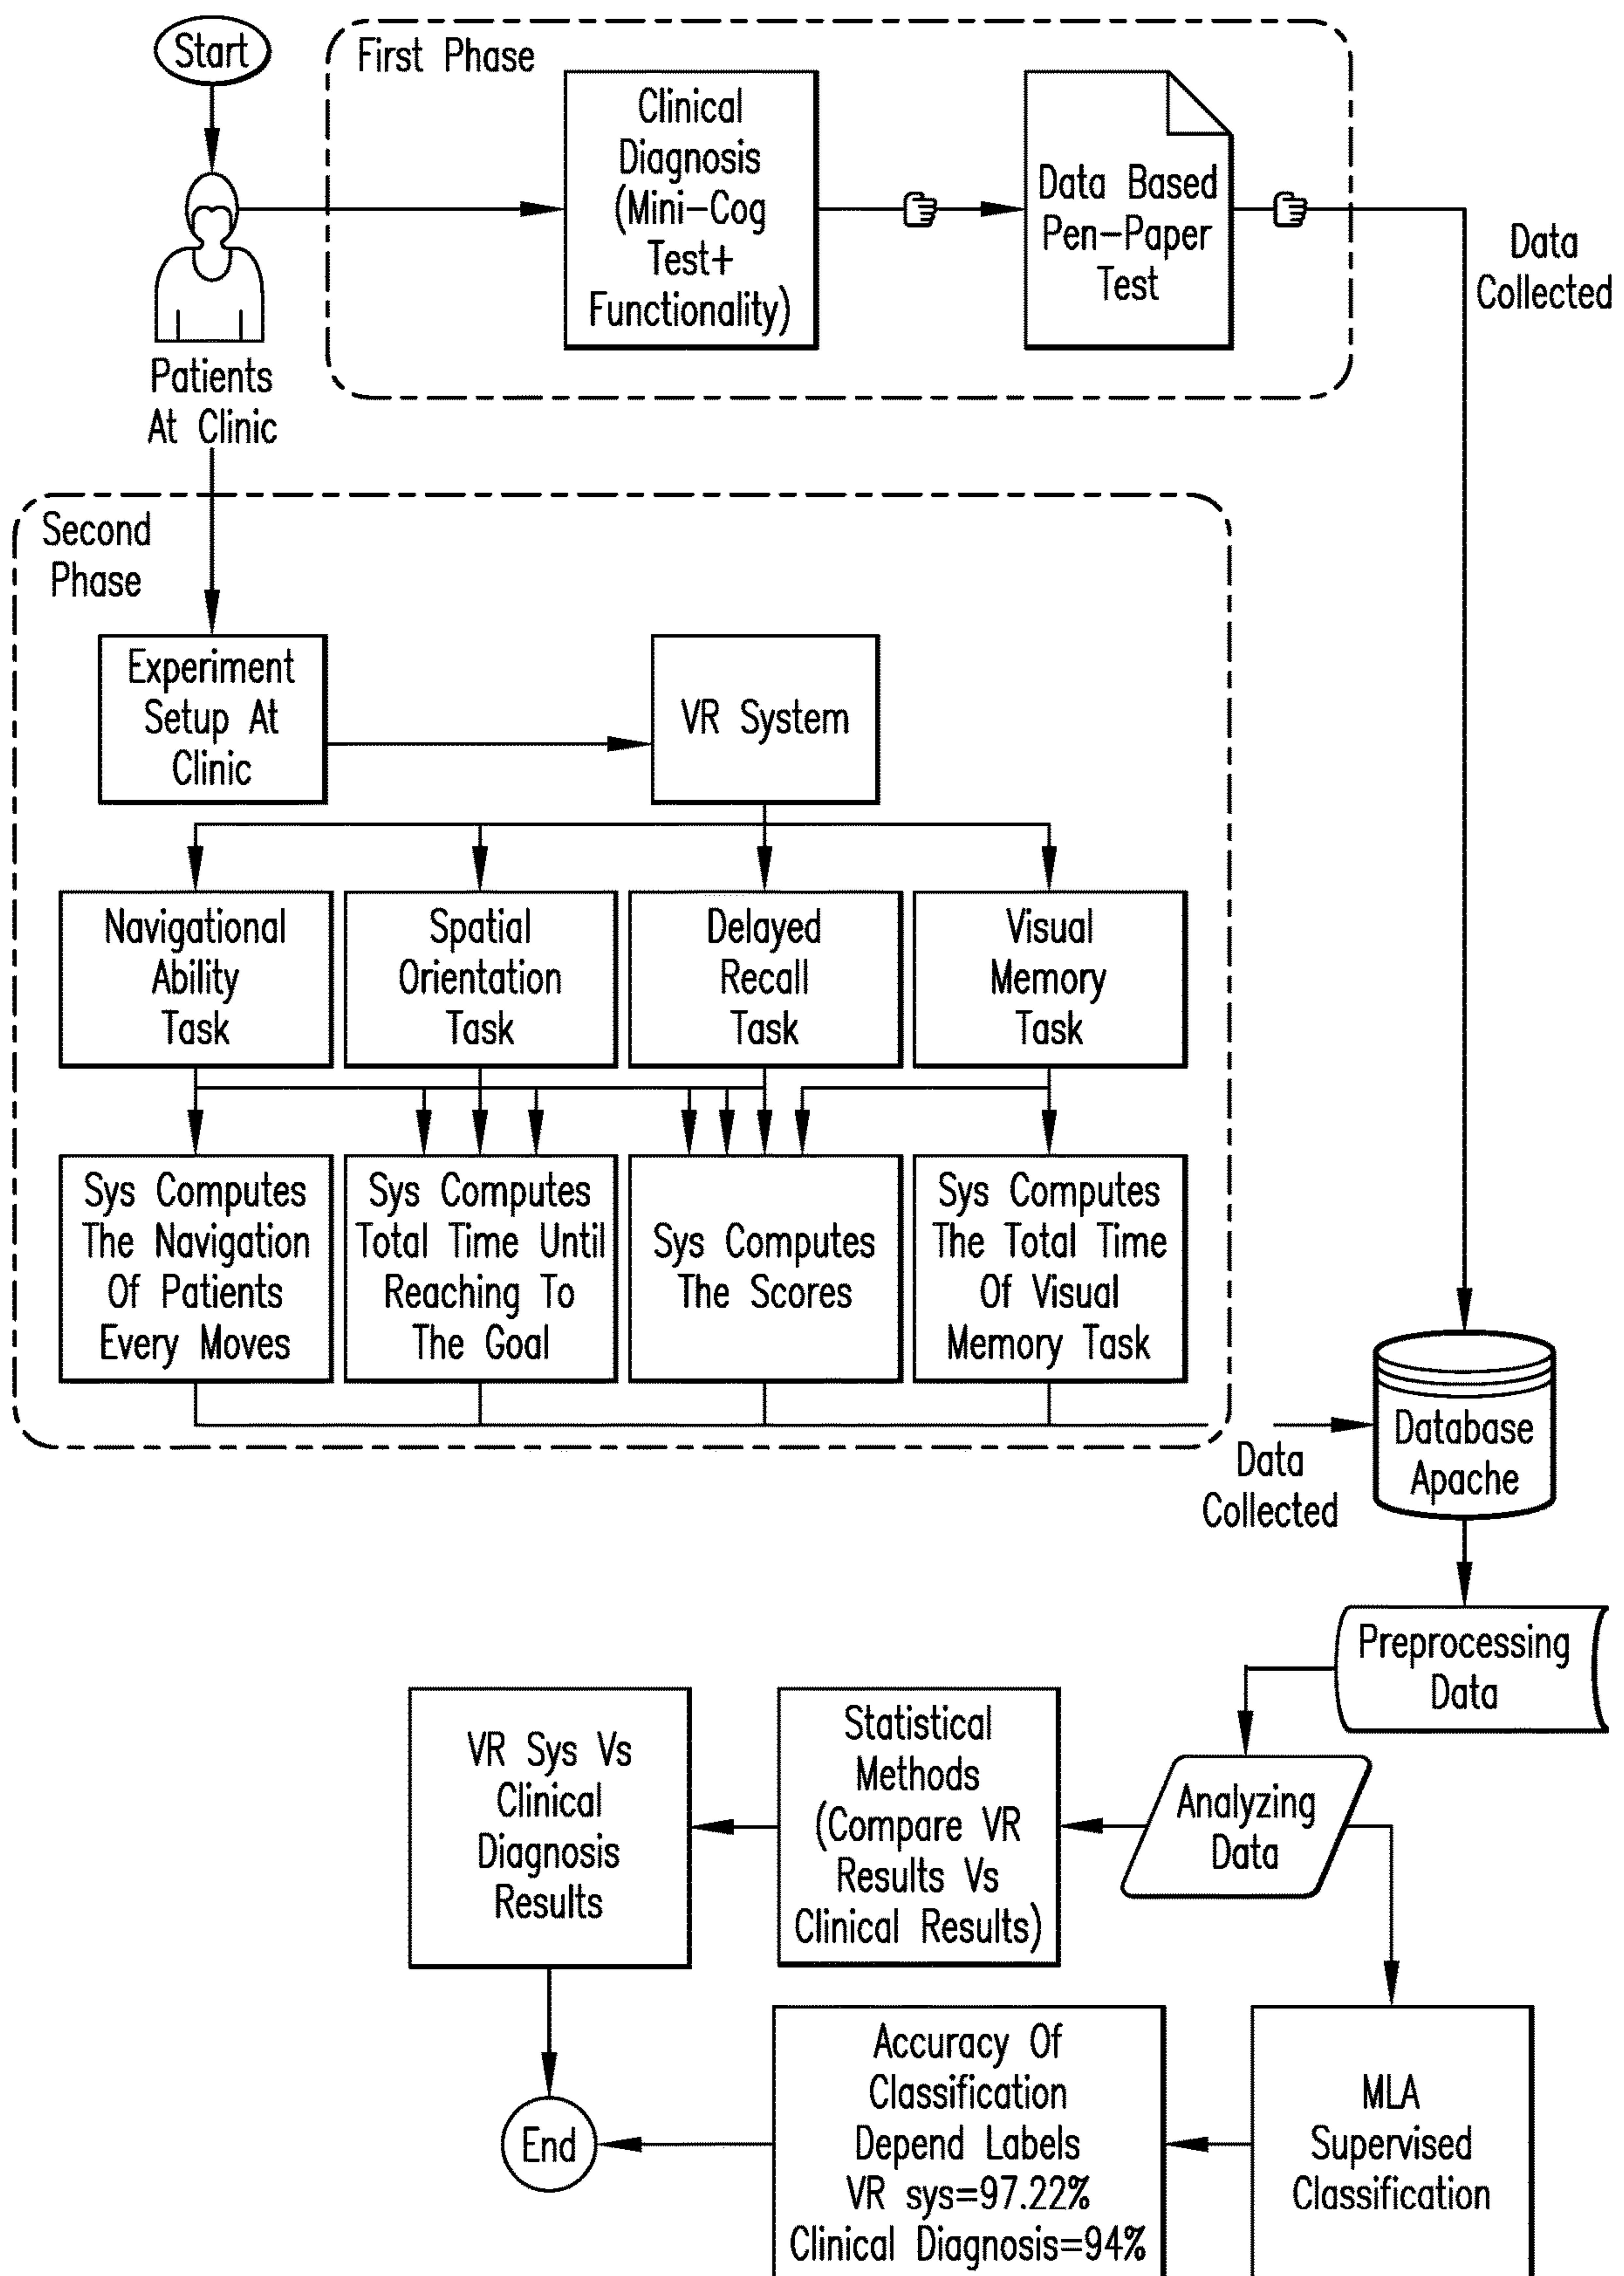 Start
First Phase
Clinical
Diagnosis
(Mini-Cog
Test+
Functionality)
Data Based
Pen-Paper
Test
Data
Collected
Patients
At Clinic
Second
Phase
Experiment
Setup At
Clinic
VR System
Navigational
Ability
Task
Spatial
Orientation
Task
Delayed
Recall
Task
Visual
Memory
Task
Sys Computes
The Navigation
Of Patients
Every Moves
Sys Computes
Total Time Until
Reaching To
The Goal
Sys Computes
The Scores
Sys Computes
The Total Time
Of Visual
Memory Task
Data
Collected
Database
Apache
Preprocessing
Data
Analyzing
Data
Statistical
Methods
(Compare VR
Results Vs
Clinical Results)
VR Sys Vs
Clinical
Diagnosis
Results
MLA
Supervised
Classification
Accuracy Of
Classification
Depend Labels
VR sys=97.22%
Clinical Diagnosis=94%
End